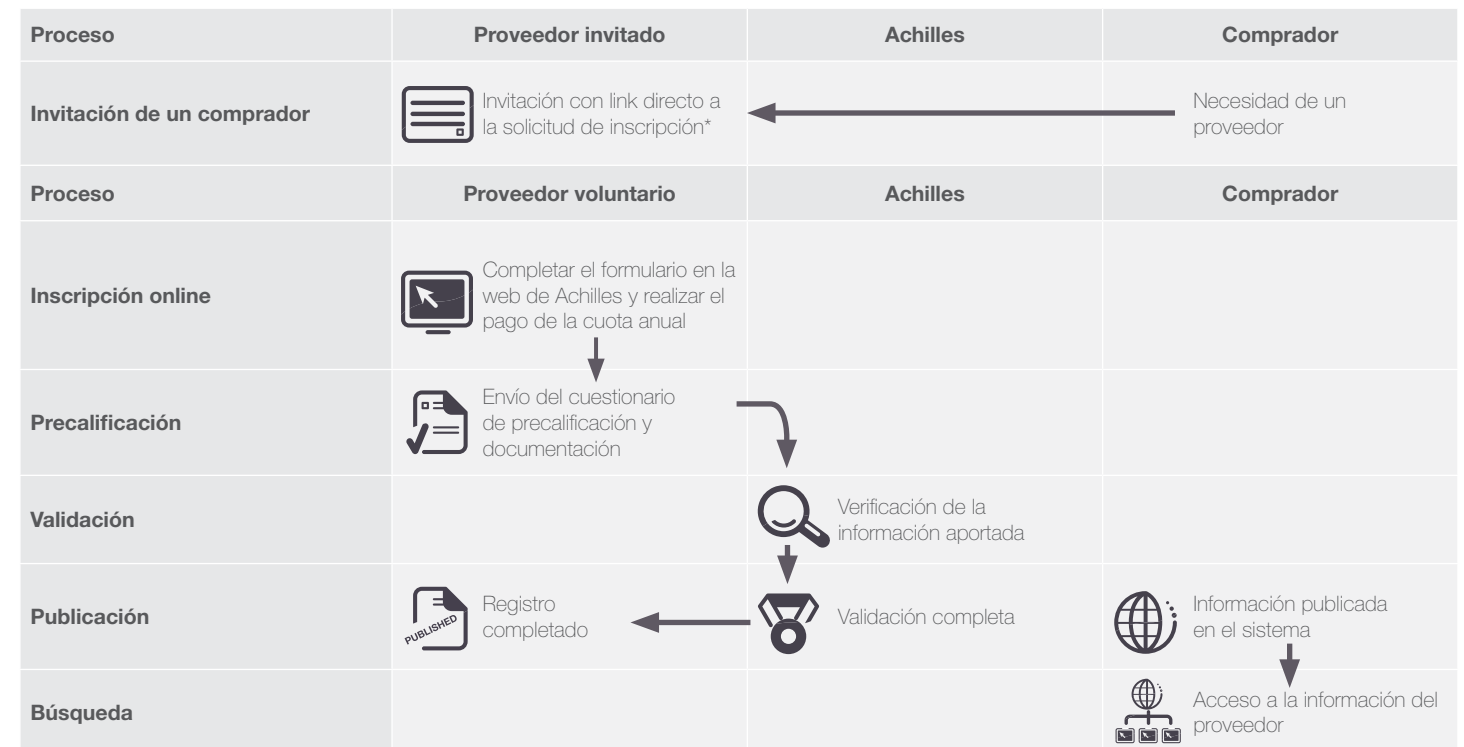 Proceso
Proveedor invitado
Achilles
Comprador
Invitación de un comprador
Invitación con link directo a
la solicitud de inscripción*
Necesidad de un
proveedor
Proceso
Proveedor voluntario
Achilles
Comprador
Inscripción online
Completar el formulario en la
web de Achilles y realizar el
pago de la cuota anual
Precalificación
Envío del cuestionario
de precalificación y
documentación
Validación
Verificación de la
información aportada
Publicación
PUBLISHED
Registro
completado
Validación completa
Información publicada
en el sistema
Búsqueda
Acceso a la información del
proveedor